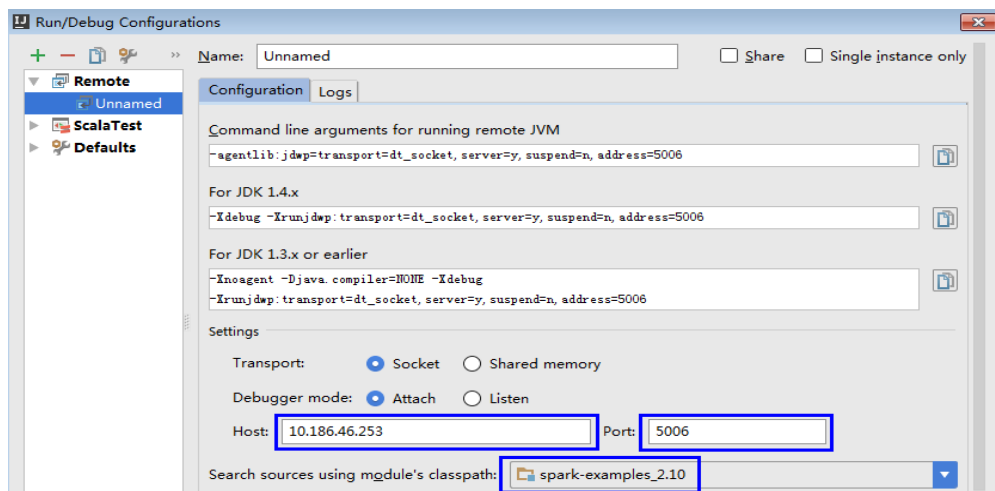 Run/Debug Configurations
Name: Unnamed Share Single instance only
Remote
Unnamed
ScalaTest
Defaults
Configuration Logs
Command line arguments for running remote JVM
-agentlib:jdwp=transport=dt_socket,server=y,suspend=n,address=5006
For JDK 1.4.x
-Xdebug -Xrunjdwp:transport=dt_socket,server=y,suspend=n,address=5006
For JDK 1.3.x or earlier
-Xnoagent -Djava.compiler=NONE -Xdebug
-Xrunjdwp:transport=dt_socket,server=y,suspend=n,address=5006
Settings
Transport: Socket Shared memory
Debugger mode: Attach Listen
Host: 10.186.46.253 Port: 5006
Search sources using module's classpath: spark-examples_2.10